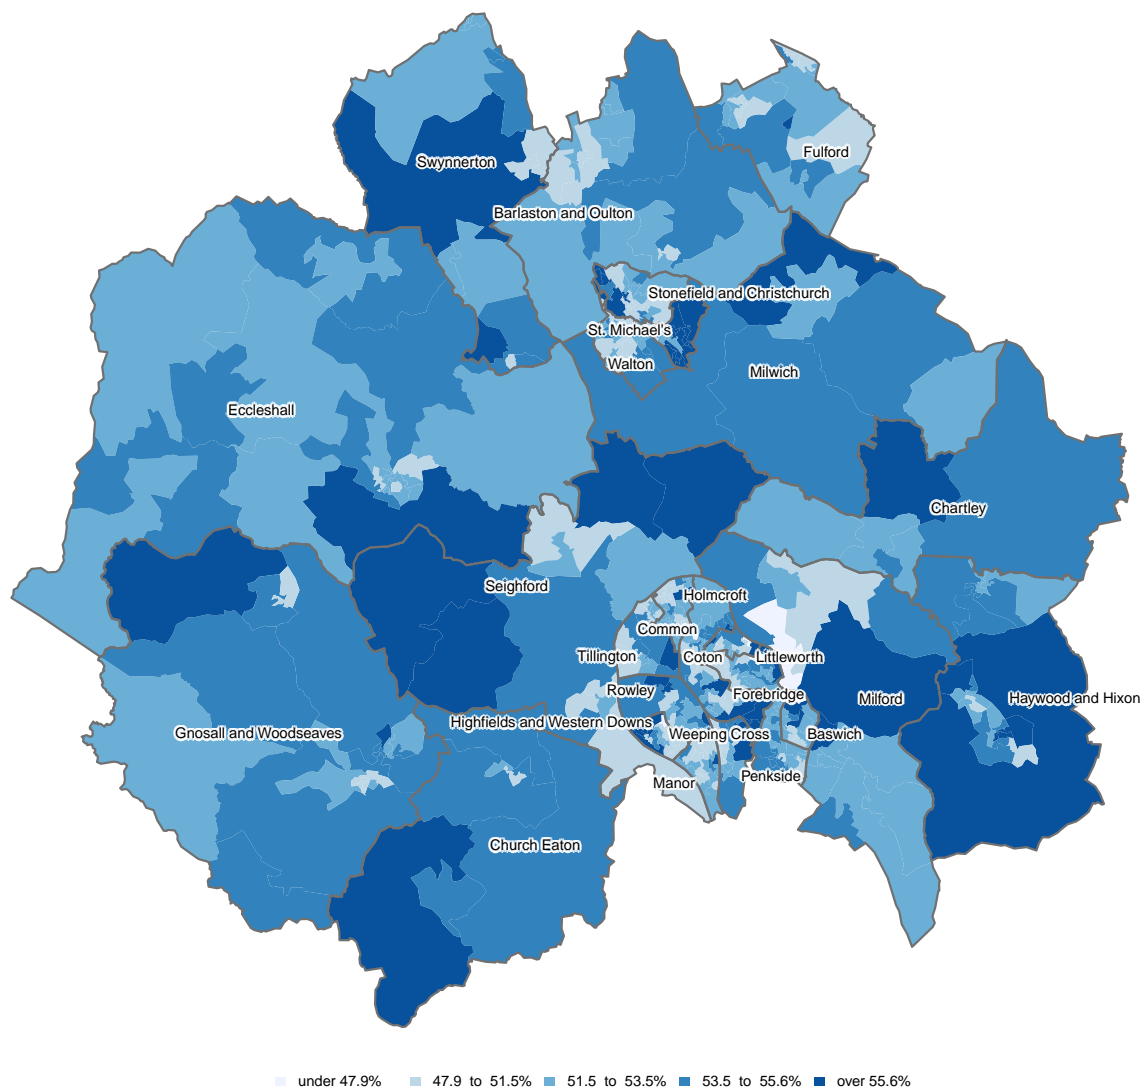 Fulford
Swynnerton
Barlaston and Oulton
Stonefield and Christchurch
St. Michael's
Walton
Milwich
Eccleshall
Chartley
Seighford
Holmcroft
Common
Tillington
Coton
Littleworth
Rowley
Forebridge
Milford
Haywood and Hixon
Highfields and Western Downs
Gnosall and Woodseaves
Weeping Cross
Baswich
Manor
Penkside
Church Eaton
under 47.9% 47.9 to 51.5% 51.5 to 53.5% 53.5 to 55.6% over 55.6%